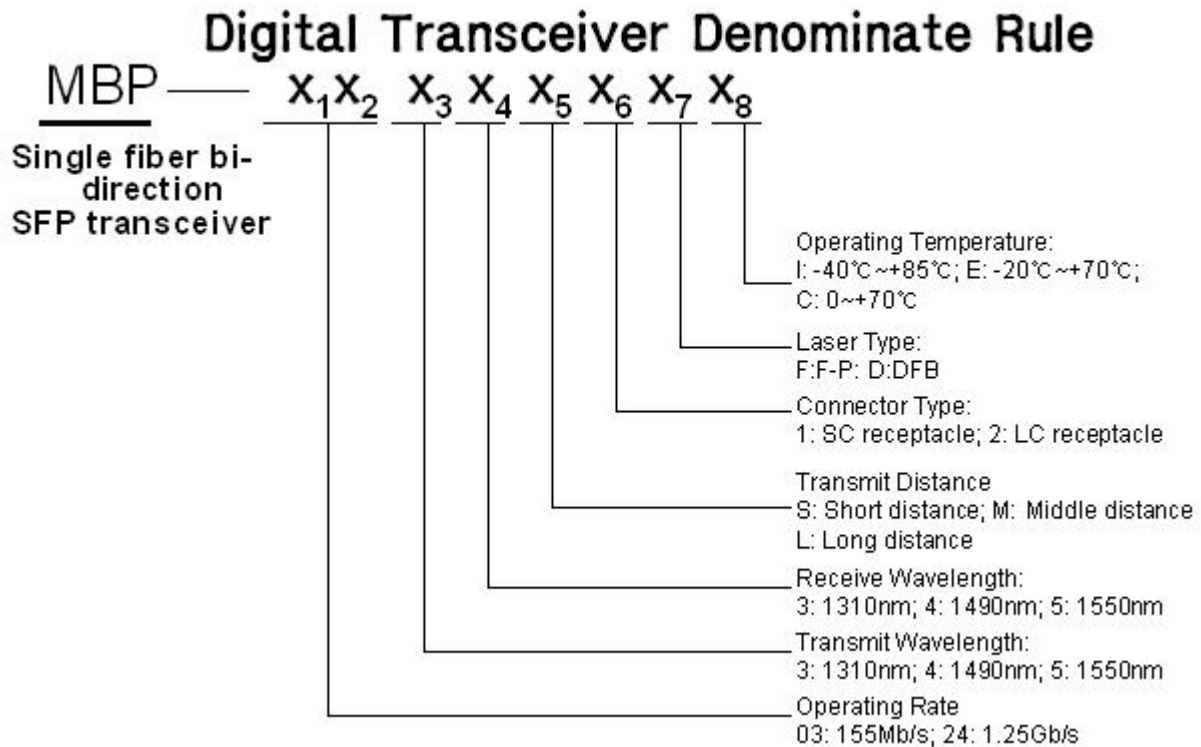 Digital Transceiver Denominate Rule
MBP — X1X2 X3 X4 X5 X6 X7 X8
Single fiber bi-
direction
SFP transceiver
Operating Temperature:
I: -40℃~+85℃; E: -20℃~+70℃;
C: 0~+70℃
Laser Type:
F:F-P: D:DFB
Connector Type:
1: SC receptacle; 2: LC receptacle
Transmit Distance
S: Short distance; M: Middle distance
L: Long distance
Receive Wavelength:
3: 1310nm; 4: 1490nm; 5: 1550nm
Transmit Wavelength:
3: 1310nm; 4: 1490nm; 5: 1550nm
Operating Rate
03: 155Mb/s; 24: 1.25Gb/s